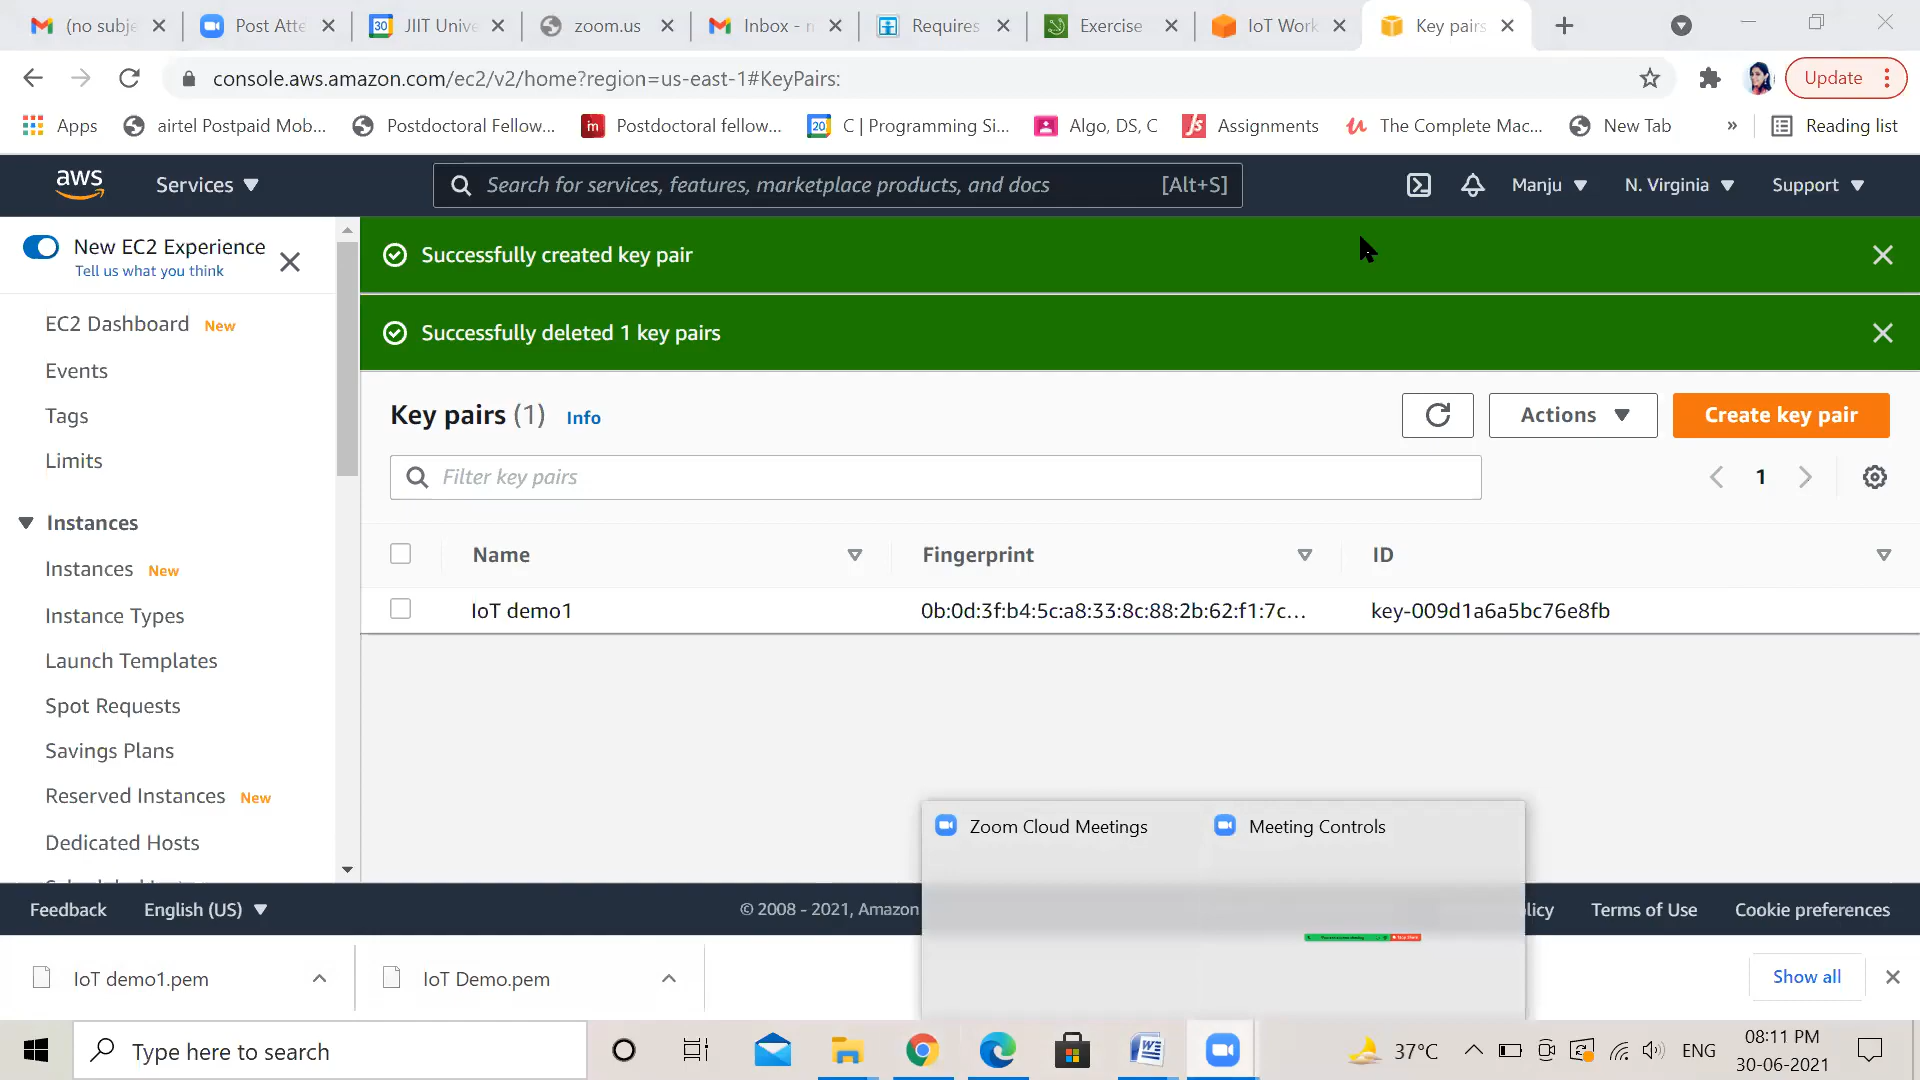 (no subje
Post Atte
30
JIIT Unive
zoom.us
Inbox - n
Requires
Exercise
IoT Work
Key pairs
console.aws.amazon.com/ec2/v2/home?region=us-east-1#KeyPairs:
Update
Apps
airtel Postpaid Mob...
Postdoctoral Fellow...
m
Postdoctoral fellow...
20
C | Programming Si...
Algo, DS, C
Assignments
The Complete Mac...
New Tab
»
Reading list
aws
Services
Search for services, features, marketplace products, and docs
[Alt+S]
Manju
N. Virginia
Support
New EC2 Experience
Tell us what you think
EC2 Dashboard New
Events
Tags
Limits
Instances
Instances New
Instance Types
Launch Templates
Spot Requests
Savings Plans
Reserved Instances New
Dedicated Hosts
Successfully created key pair
Successfully deleted 1 key pairs
Key pairs (1) Info
Actions
Create key pair
Filter key pairs
1
Name
Fingerprint
ID
IoT demo1
0b:0d:3f:b4:5c:a8:33:8c:88:2b:62:f1:7c...
key-009d1a6a5bc76e8fb
Zoom Cloud Meetings
Meeting Controls
Feedback
English (US)
© 2008 - 2021, Amazon
licy
Terms of Use
Cookie preferences
IoT demo1.pem
IoT Demo.pem
Show all
Type here to search
37°C
ENG
08:11 PM
30-06-2021